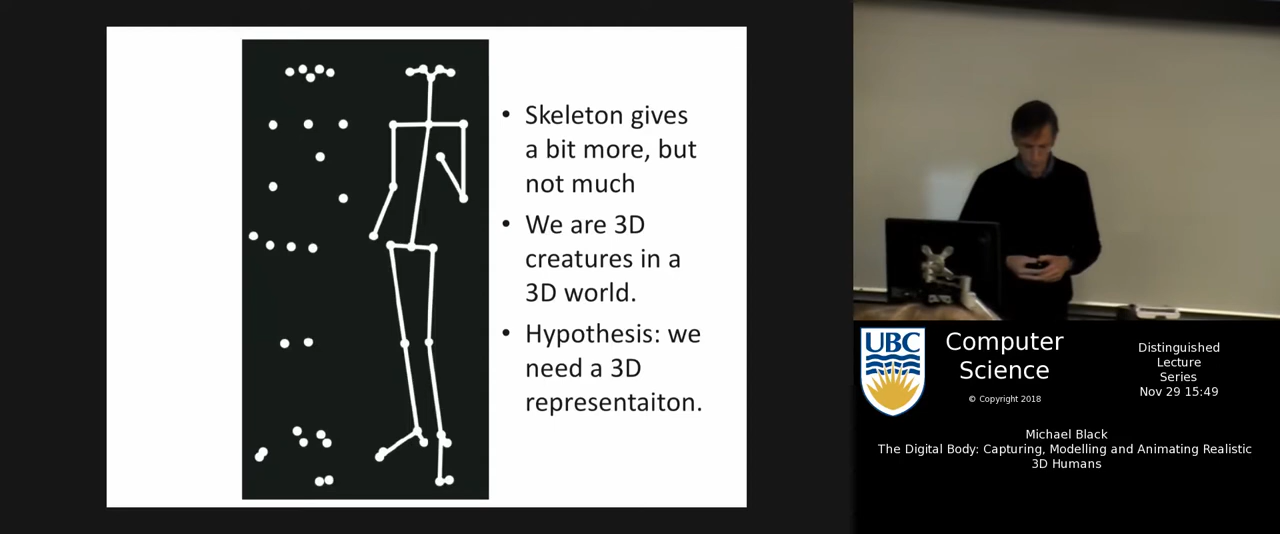 • Skeleton gives
a bit more, but
not much
• We are 3D
creatures in a
3D world.
• Hypothesis: we
need a 3D
representaiton.
UBC
Computer
Science
© Copyright 2018
Distinguished
Lecture
Series
Nov 29 15:49
Michael Black
The Digital Body: Capturing, Modelling and Animating Realistic
3D Humans